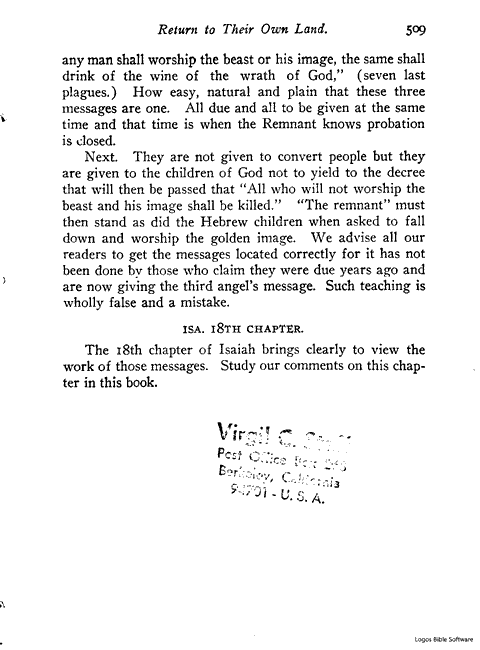 Return to Their Own Land. 509
any man shall worship the beast or his image, the same shall
drink of the wine of the wrath of God,” (seven last
plagues.) How easy, natural and plain that these three
messages are one. All due and all to be given at the same
time and that time is when the Remnant knows probation
is closed.
Next. They are not given to convert people but they
are given to the children of God not to yield to the decree
that will then be passed that “All who will not worship the
beast and his image shall be killed.” “The remnant” must
then stand as did the Hebrew children when asked to fall
down and worship the golden image. We advise all our
readers to get the messages located correctly for it has not
been done by those who claim they were due years ago and
are now giving the third angel’s message. Such teaching is
wholly false and a mistake.
ISA. 18TH CHAPTER.
The 18th chapter of Isaiah brings clearly to view the
work of those messages. Study our comments on this chap-
ter in this book.
Virgil C.
Post Office Box
Berkeley, California
- U. S. A.
Logos Bible Software